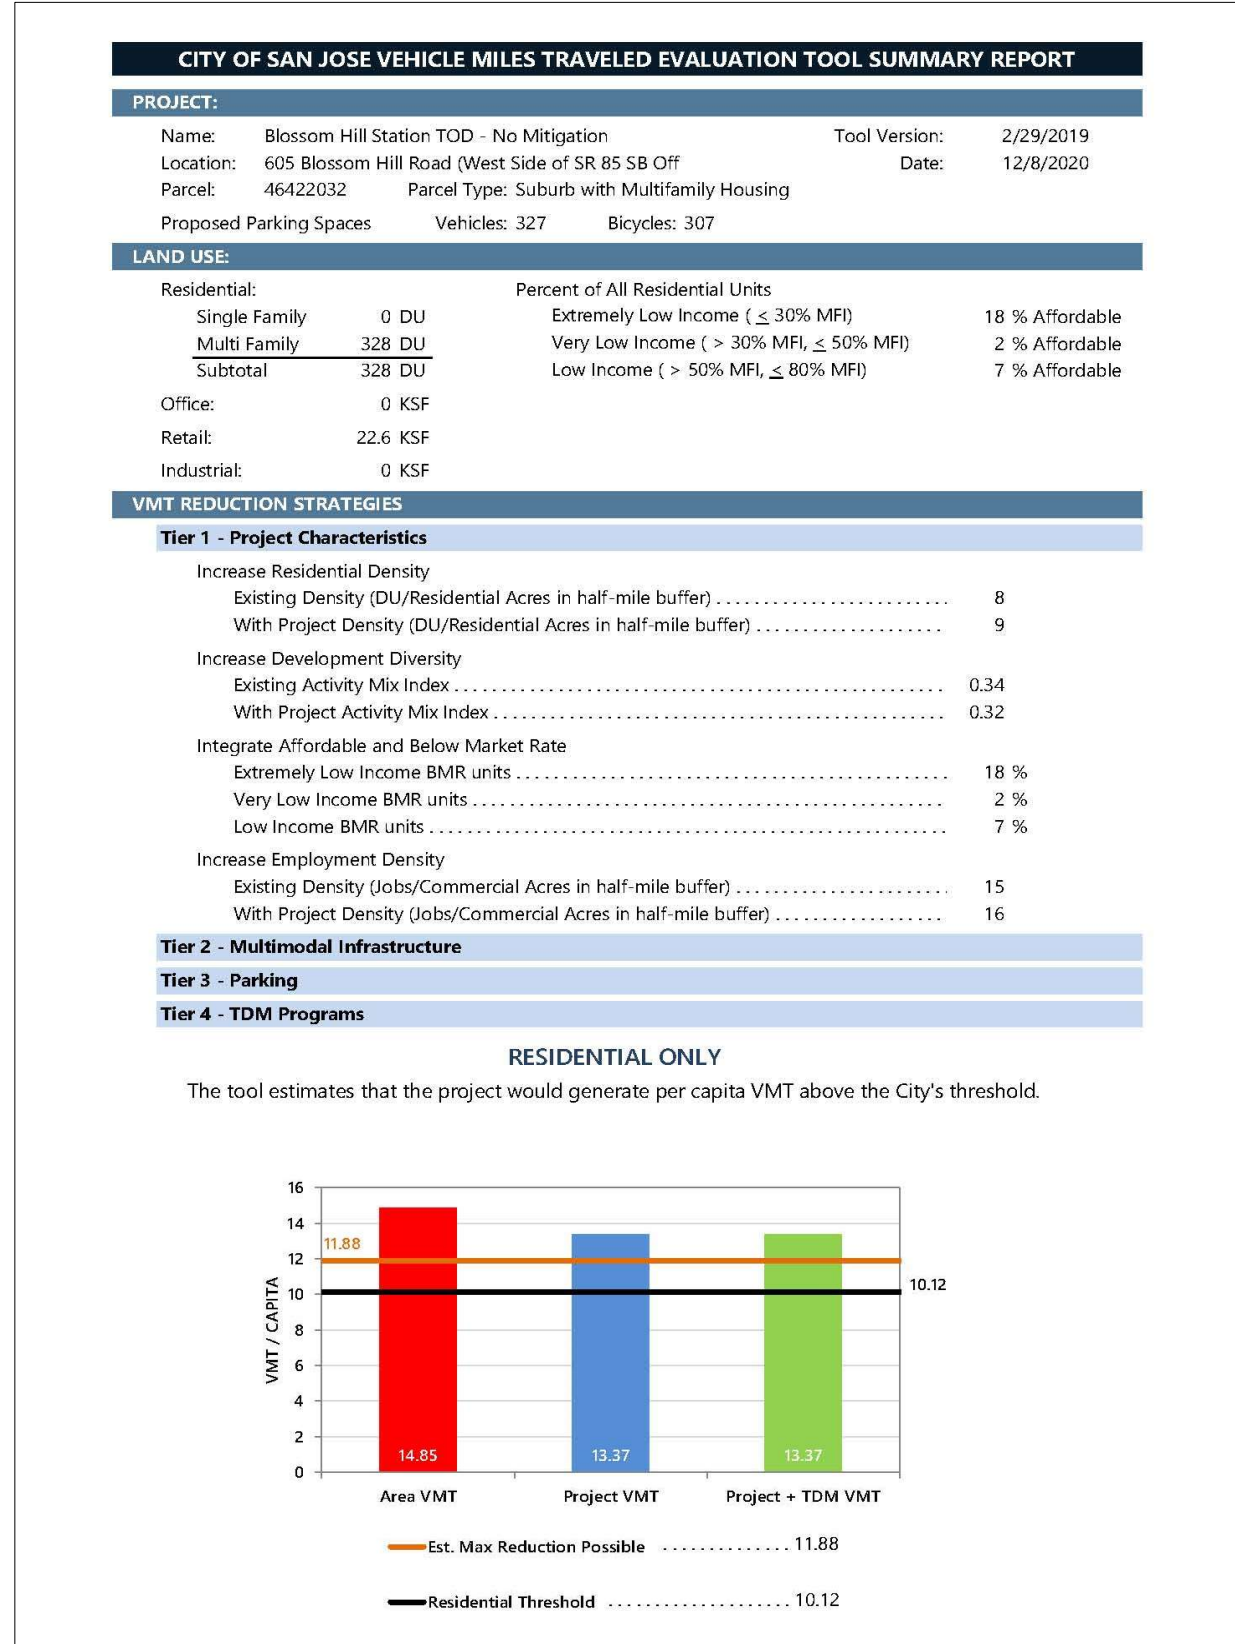 CITY OF SAN JOSE VEHICLE MILES TRAVELED EVALUATION TOOL SUMMARY REPORT
PROJECT:
Name: Blossom Hill Station TOD - No Mitigation Tool Version: 2/29/2019
Location: 605 Blossom Hill Road (West Side of SR 85 SB Off Date: 12/8/2020
Parcel: 46422032 Parcel Type: Suburb with Multifamily Housing
Proposed Parking Spaces Vehicles: 327 Bicycles: 307
LAND USE:
Residential: Percent of All Residential Units
Single Family 0 DU Extremely Low Income ( ≤ 30% MFI) 18 % Affordable
Multi Family 328 DU Very Low Income ( > 30% MFI, ≤ 50% MFI) 2 % Affordable
Subtotal 328 DU Low Income ( > 50% MFI, ≤ 80% MFI) 7 % Affordable
Office: 0 KSF
Retail: 22.6 KSF
Industrial: 0 KSF
VMT REDUCTION STRATEGIES
Tier 1 - Project Characteristics
Increase Residential Density
Existing Density (DU/Residential Acres in half-mile buffer) . . . . . . . . . . . . . . . . . . . . . . . . . 8
With Project Density (DU/Residential Acres in half-mile buffer) . . . . . . . . . . . . . . . . . . . . 9
Increase Development Diversity
Existing Activity Mix Index . . . . . . . . . . . . . . . . . . . . . . . . . . . . . . . . . . . . . . . . . . . . . . . . . . . . 0.34
With Project Activity Mix Index . . . . . . . . . . . . . . . . . . . . . . . . . . . . . . . . . . . . . . . . . . . . . . . . 0.32
Integrate Affordable and Below Market Rate
Extremely Low Income BMR units . . . . . . . . . . . . . . . . . . . . . . . . . . . . . . . . . . . . . . . . . . . . . . 18 %
Very Low Income BMR units . . . . . . . . . . . . . . . . . . . . . . . . . . . . . . . . . . . . . . . . . . . . . . . . . . 2 %
Low Income BMR units . . . . . . . . . . . . . . . . . . . . . . . . . . . . . . . . . . . . . . . . . . . . . . . . . . . . . . . 7 %
Increase Employment Density
Existing Density (Jobs/Commercial Acres in half-mile buffer) . . . . . . . . . . . . . . . . . . . . . . . 15
With Project Density (Jobs/Commercial Acres in half-mile buffer) . . . . . . . . . . . . . . . . . . 16
Tier 2 - Multimodal Infrastructure
Tier 3 - Parking
Tier 4 - TDM Programs
RESIDENTIAL ONLY
The tool estimates that the project would generate per capita VMT above the City's threshold.
16
14
11.88
12
10.12
10
VMT / CAPITA
8
6
4
2
14.85 13.37 13.37
0
Area VMT Project VMT Project + TDM VMT
Est. Max Reduction Possible . . . . . . . . . . . . . . 11.88
Residential Threshold . . . . . . . . . . . . . . . . . . . . 10.12